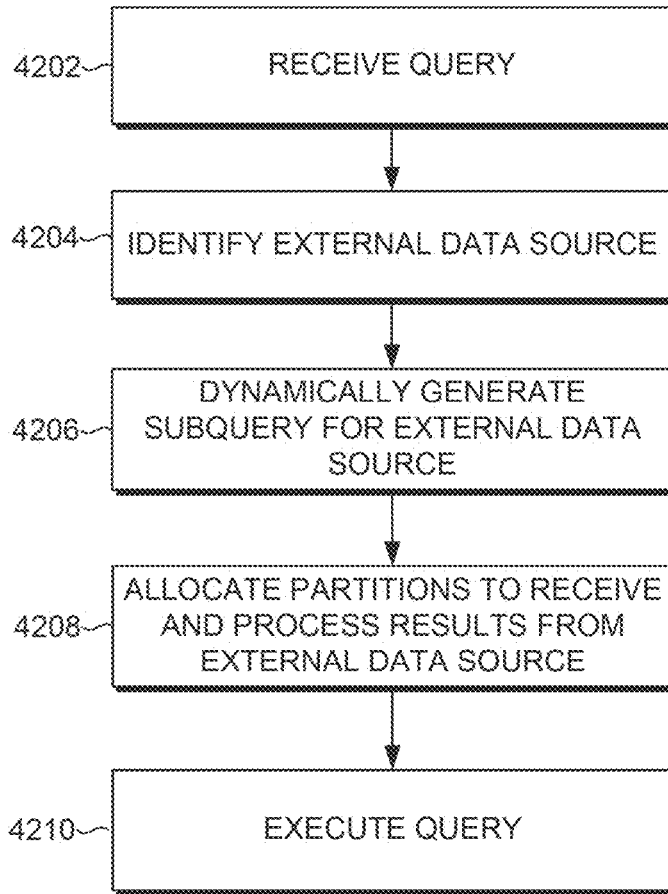 4202
RECEIVE QUERY
4204
IDENTIFY EXTERNAL DATA SOURCE
4206
DYNAMICALLY GENERATE
SUBQUERY FOR EXTERNAL DATA
SOURCE
4208
ALLOCATE PARTITIONS TO RECEIVE
AND PROCESS RESULTS FROM
EXTERNAL DATA SOURCE
4210
EXECUTE QUERY